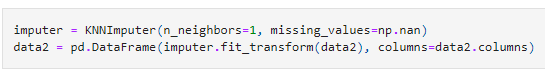 imputer = KNNImputer(n_neighbors=1, missing_values=np.nan)
data2 = pd.DataFrame(imputer.fit_transform(data2), columns=data2.columns)